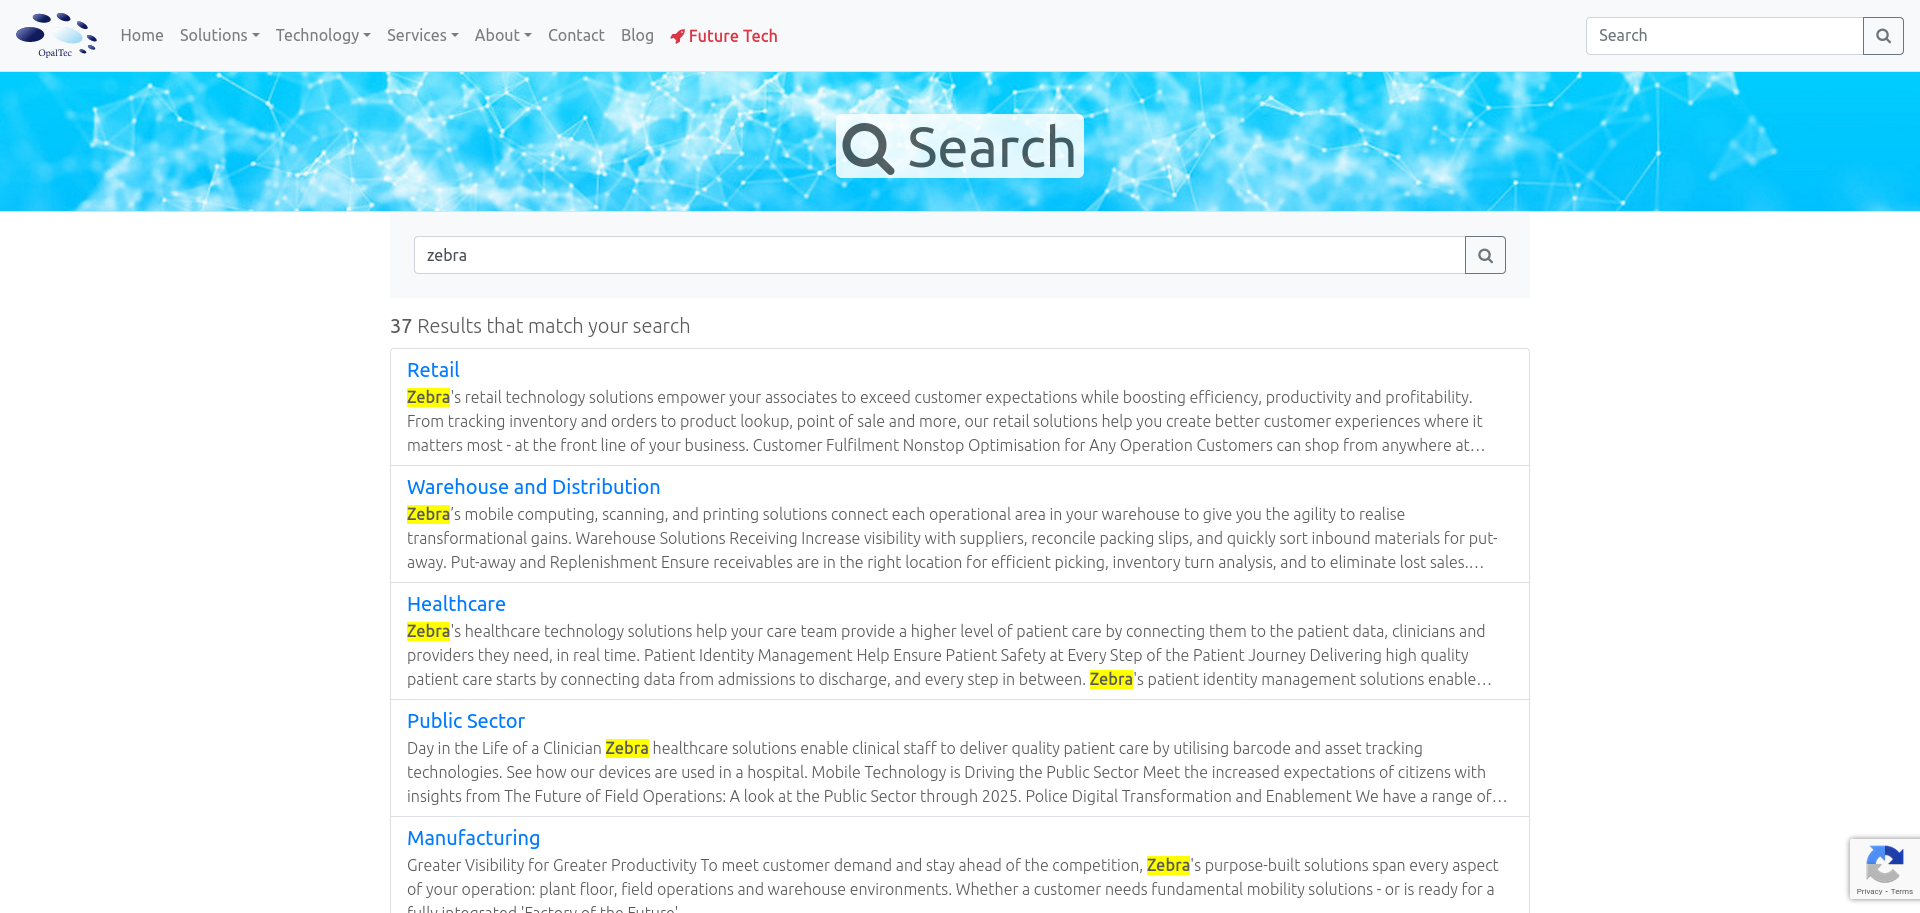 OpalTec
Home Solutions Technology Services About Contact Blog Future Tech
Search
Search
zebra
37 Results that match your search
Retail
Zebra's retail technology solutions empower your associates to exceed customer expectations while boosting efficiency, productivity and profitability.
From tracking inventory and orders to product lookup, point of sale and more, our retail solutions help you create better customer experiences where it
matters most - at the front line of your business. Customer Fulfilment Nonstop Optimisation for Any Operation Customers can shop from anywhere at…
Warehouse and Distribution
Zebra’s mobile computing, scanning, and printing solutions connect each operational area in your warehouse to give you the agility to realise
transformational gains. Warehouse Solutions Receiving Increase visibility with suppliers, reconcile packing slips, and quickly sort inbound materials for put-
away. Put-away and Replenishment Ensure receivables are in the right location for efficient picking, inventory turn analysis, and to eliminate lost sales.…
Healthcare
Zebra's healthcare technology solutions help your care team provide a higher level of patient care by connecting them to the patient data, clinicians and
providers they need, in real time. Patient Identity Management Help Ensure Patient Safety at Every Step of the Patient Journey Delivering high quality
patient care starts by connecting data from admissions to discharge, and every step in between. Zebra's patient identity management solutions enable…
Public Sector
Day in the Life of a Clinician Zebra healthcare solutions enable clinical staff to deliver quality patient care by utilising barcode and asset tracking
technologies. See how our devices are used in a hospital. Mobile Technology is Driving the Public Sector Meet the increased expectations of citizens with
insights from The Future of Field Operations: A look at the Public Sector through 2025. Police Digital Transformation and Enablement We have a range of…
Manufacturing
Greater Visibility for Greater Productivity To meet customer demand and stay ahead of the competition, Zebra's purpose-built solutions span every aspect
of your operation: plant floor, field operations and warehouse environments. Whether a customer needs fundamental mobility solutions - or is ready for a
fully integrated 'Factory of the Future'
Privacy - Terms